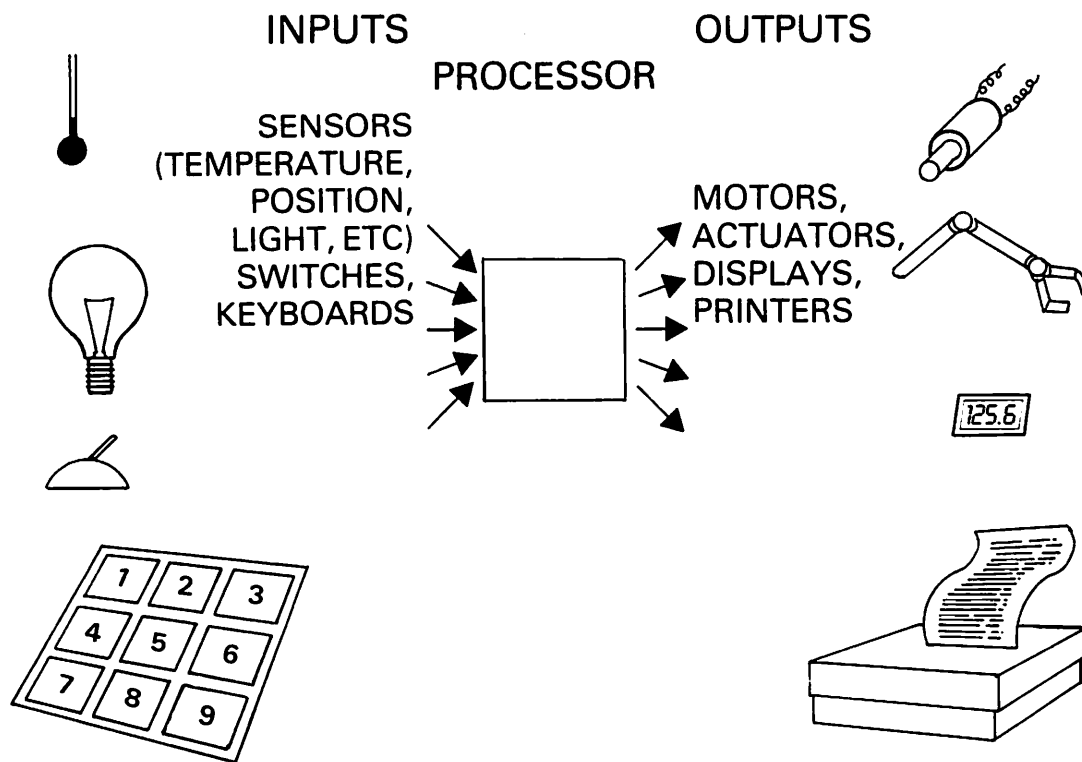 INPUTS
OUTPUTS
PROCESSOR
SENSORS
(TEMPERATURE,
POSITION,
LIGHT, ETC)
SWITCHES,
KEYBOARDS
MOTORS,
ACTUATORS,
DISPLAYS,
PRINTERS
125.6
1 2 3
4 5 6
7 8 9